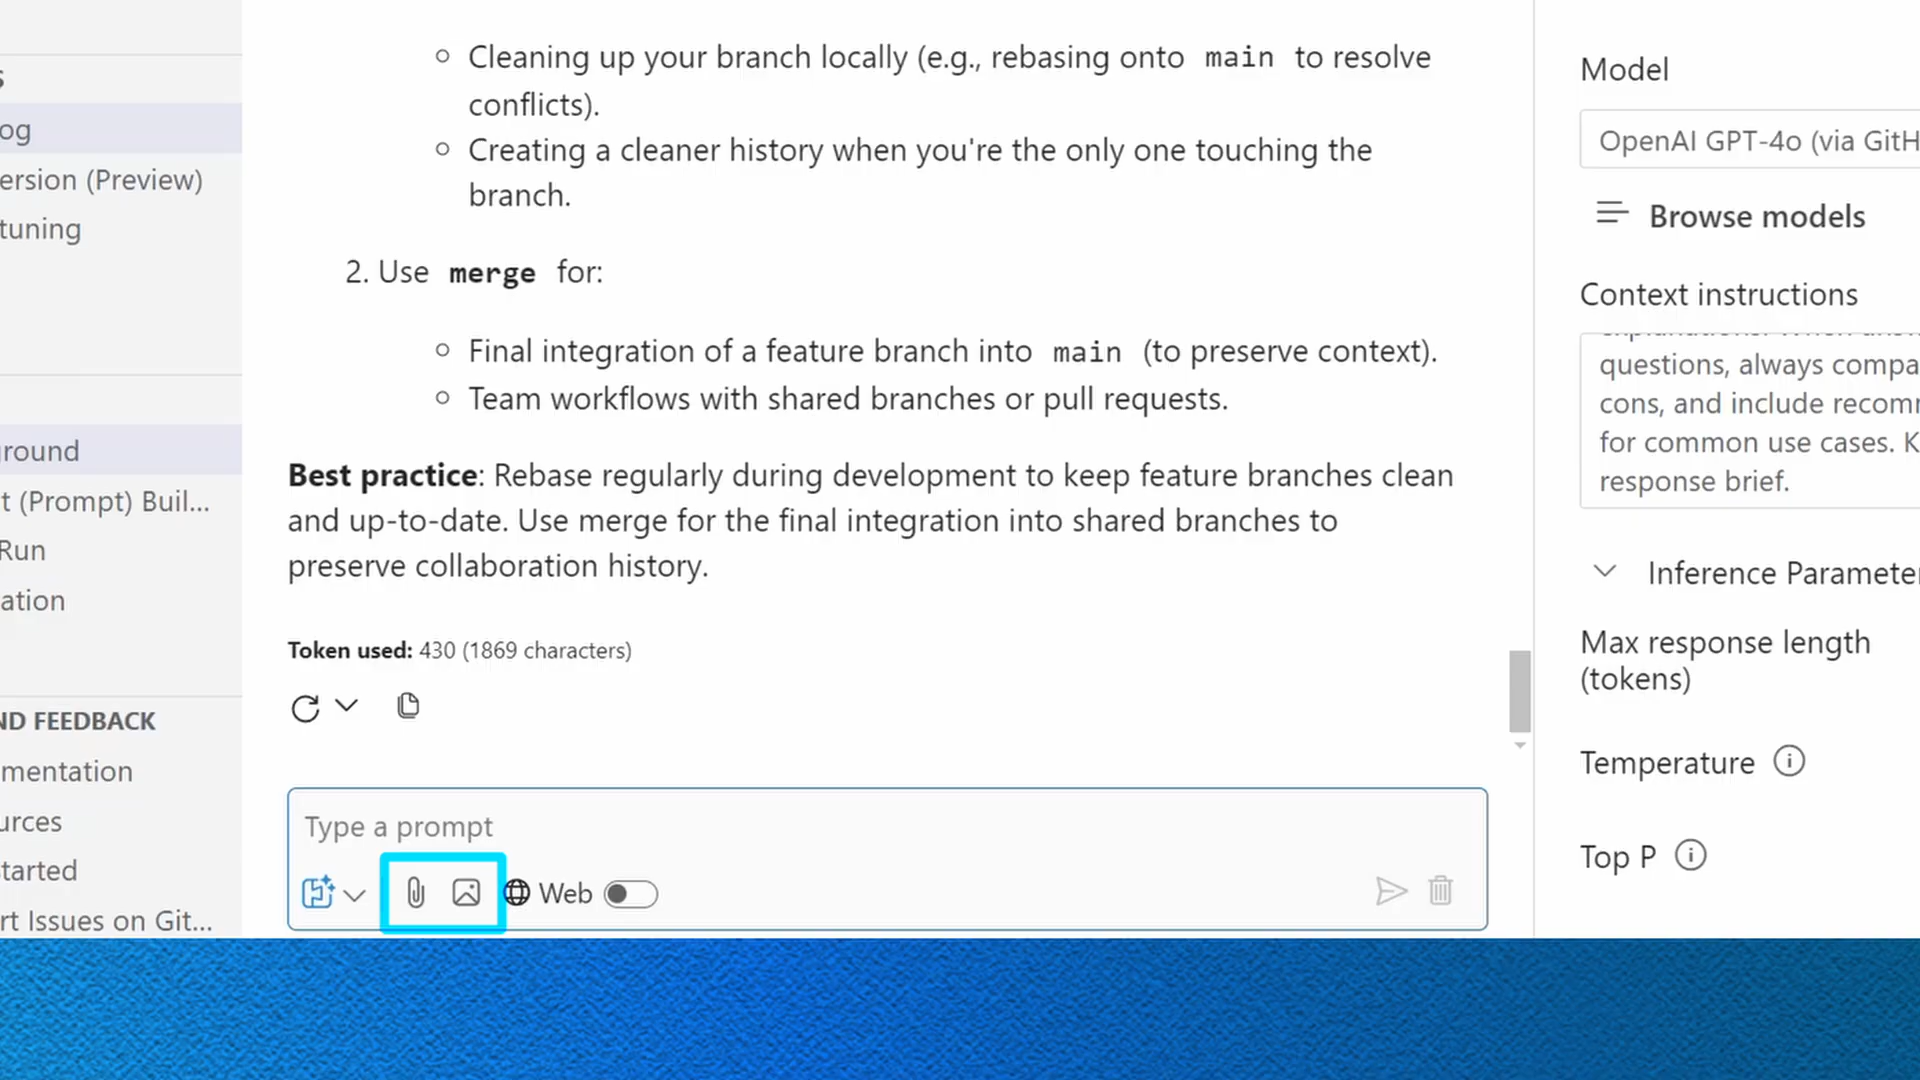 S
og
ersion (Preview)
tuning
round
t (Prompt) Buil...
Run
ation
ND FEEDBACK
mentation
urces
tarted
rt Issues on Git...
Cleaning up your branch locally (e.g., rebasing onto main to resolve
conflicts).
Creating a cleaner history when you're the only one touching the
branch.
2. Use merge for:
Final integration of a feature branch into main (to preserve context).
Team workflows with shared branches or pull requests.
Best practice: Rebase regularly during development to keep feature branches clean
and up-to-date. Use merge for the final integration into shared branches to
preserve collaboration history.
Token used: 430 (1869 characters)
Type a prompt
Web
Model
OpenAI GPT-4o (via GitH
Browse models
Context instructions
questions, always compa
cons, and include recomm
for common use cases. K
response brief.
Inference Parameter
Max response length
(tokens)
Temperature
Top P